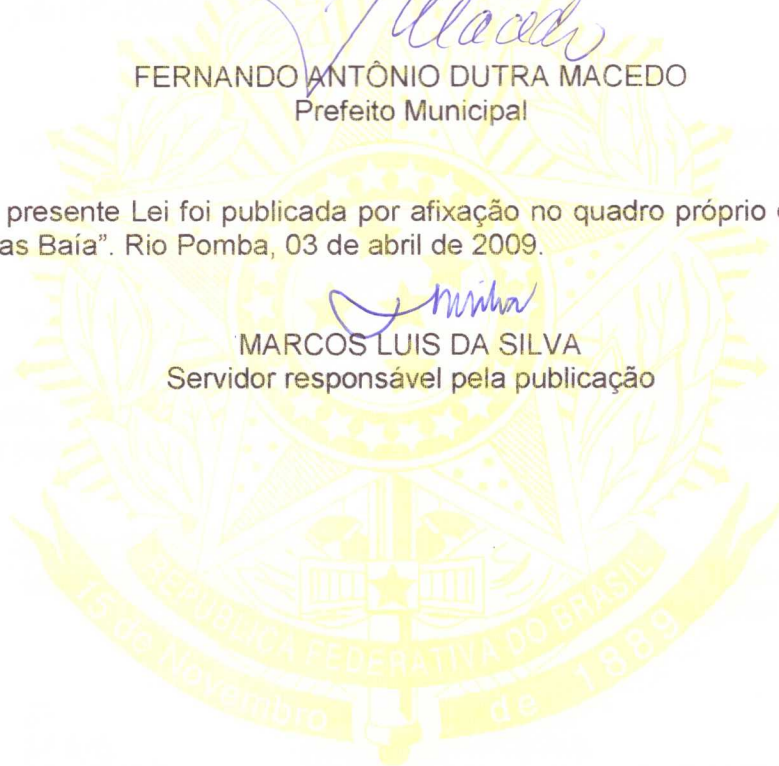 Macedo
FERNANDO ANTÔNIO DUTRA MACEDO
Prefeito Municipal
presente Lei foi publicada por afixação no quadro próprio
as Baía”. Rio Pomba, 03 de abril de 2009.
MARCOS LUIS DA SILVA
Servidor responsável pela publicação
REPUBLICA FEDERATIVA DO BRASIL
15 de Novembro de 1889